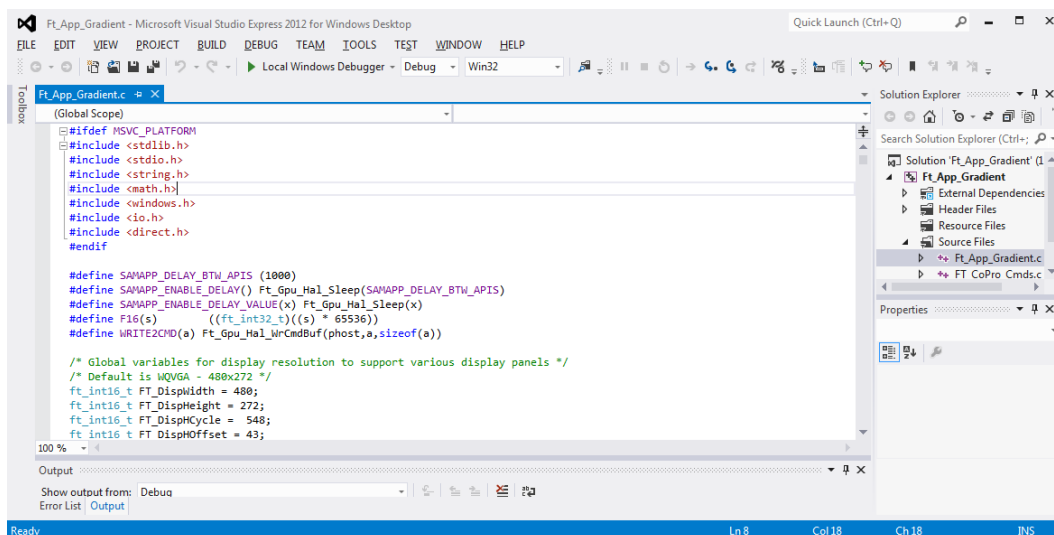 Ft_App_Gradient - Microsoft Visual Studio Express 2012 for Windows Desktop
Quick Launch (Ctrl+Q)
FILE EDIT VIEW PROJECT BUILD DEBUG TEAM TOOLS TEST WINDOW HELP
Local Windows Debugger Debug Win32
Toolbox
Ft_App_Gradient.c
(Global Scope)
#ifdef MSVC_PLATFORM
#include <stdlib.h>
#include <stdio.h>
#include <string.h>
#include <math.h>
#include <windows.h>
#include <io.h>
#include <direct.h>
#endif
#define SAMAPP_DELAY_BTW_APIS (1000)
#define SAMAPP_ENABLE_DELAY() Ft_Gpu_Hal_Sleep(SAMAPP_DELAY_BTW_APIS)
#define SAMAPP_ENABLE_DELAY_VALUE(x) Ft_Gpu_Hal_Sleep(x)
#define F16(s) ((ft_int32_t)((s) * 65536))
#define WRITE2CMD(a) Ft_Gpu_Hal_WrCmdBuf(phost,a,sizeof(a))
/* Global variables for display resolution to support various display panels */
/* Default is WQVGA - 480x272 */
ft_int16_t FT_DispWidth = 480;
ft_int16_t FT_DispHeight = 272;
ft_int16_t FT_DispHCycle = 548;
ft_int16_t FT_DispHOffset = 43;
100 %
Solution Explorer
Search Solution Explorer (Ctrl+;
Solution 'Ft_App_Gradient' (1
Ft_App_Gradient
External Dependencies
Header Files
Resource Files
Source Files
Ft_App_Gradient.c
FT_CoPro_Cmds.c
Properties
Output
Show output from: Debug
Error List Output
Ready Ln 8 Col 18 Ch 18 INS